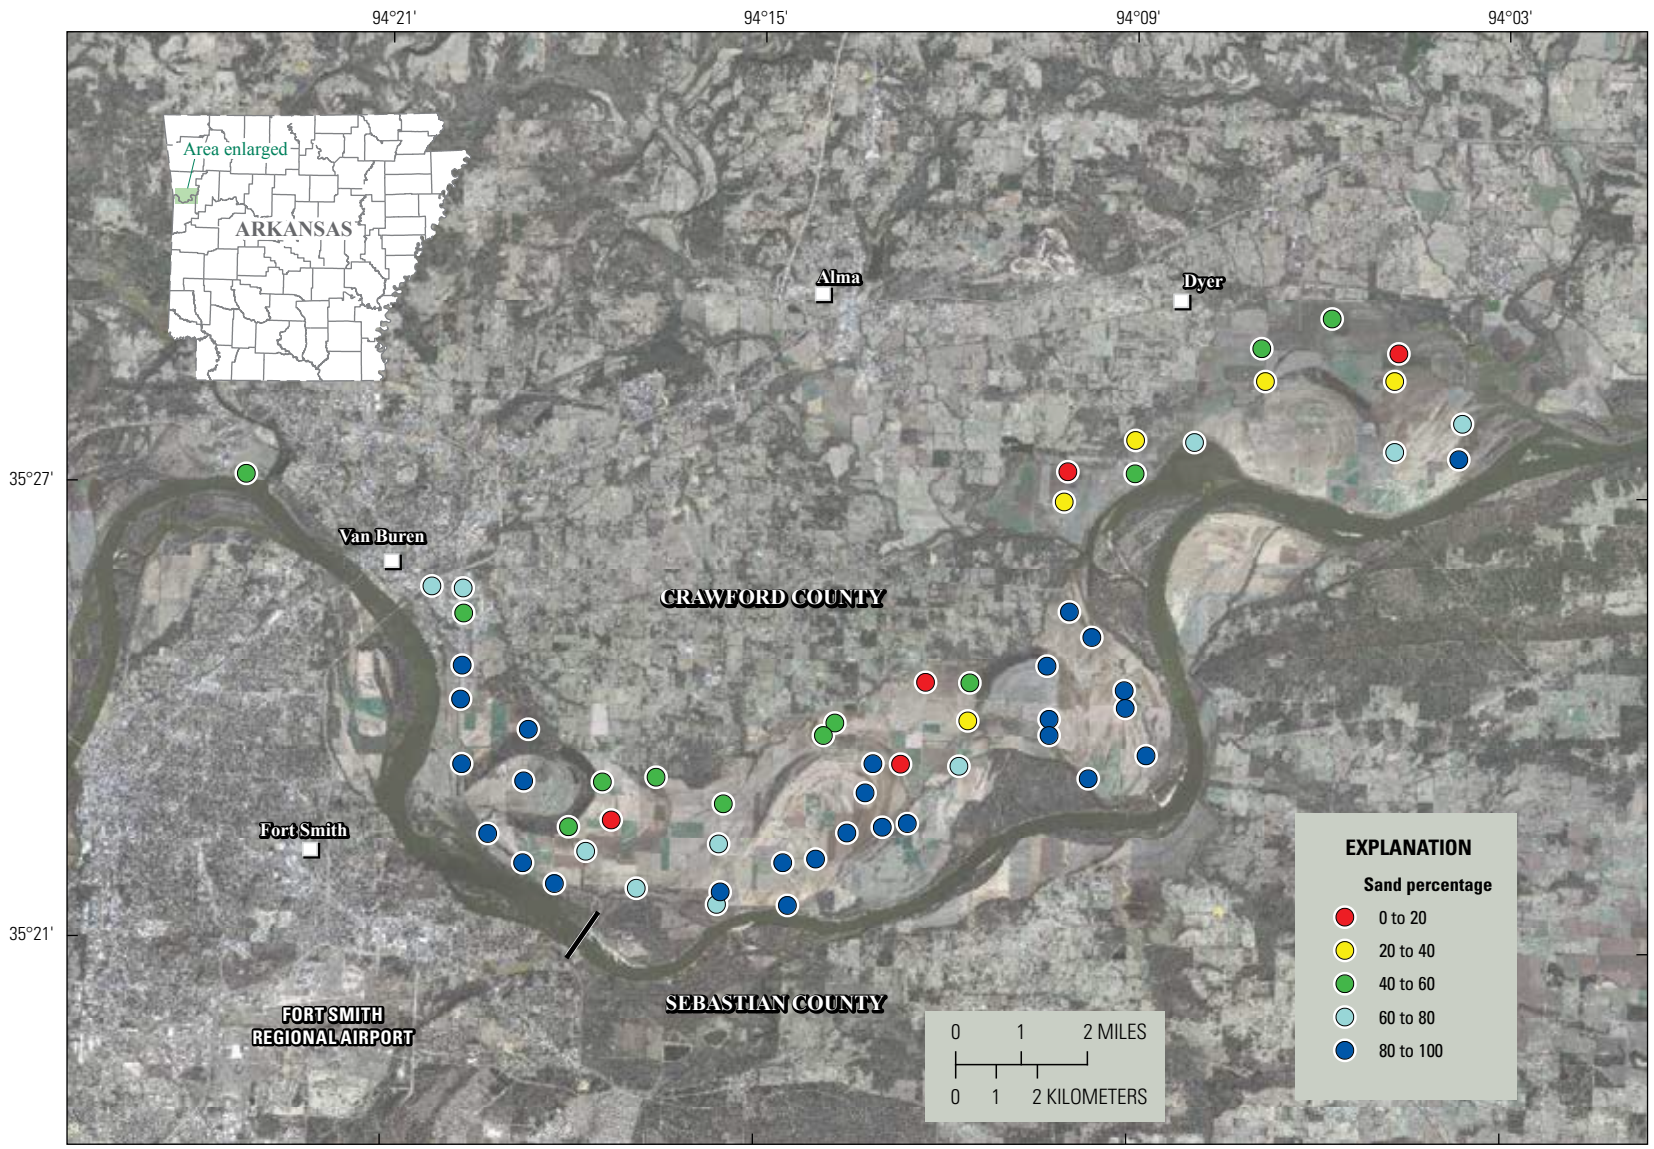 94°21' 94°15' 94°09' 94°03'
Area enlarged
ARKANSAS
Alma
Dyer
35°27'
Van Buren
CRAWFORD COUNTY
Fort Smith
EXPLANATION
Sand percentage
0 to 20
20 to 40
40 to 60
60 to 80
80 to 100
35°21'
SEBASTIAN COUNTY
FORT SMITH
REGIONAL AIRPORT
0 1 2 MILES
0 1 2 KILOMETERS